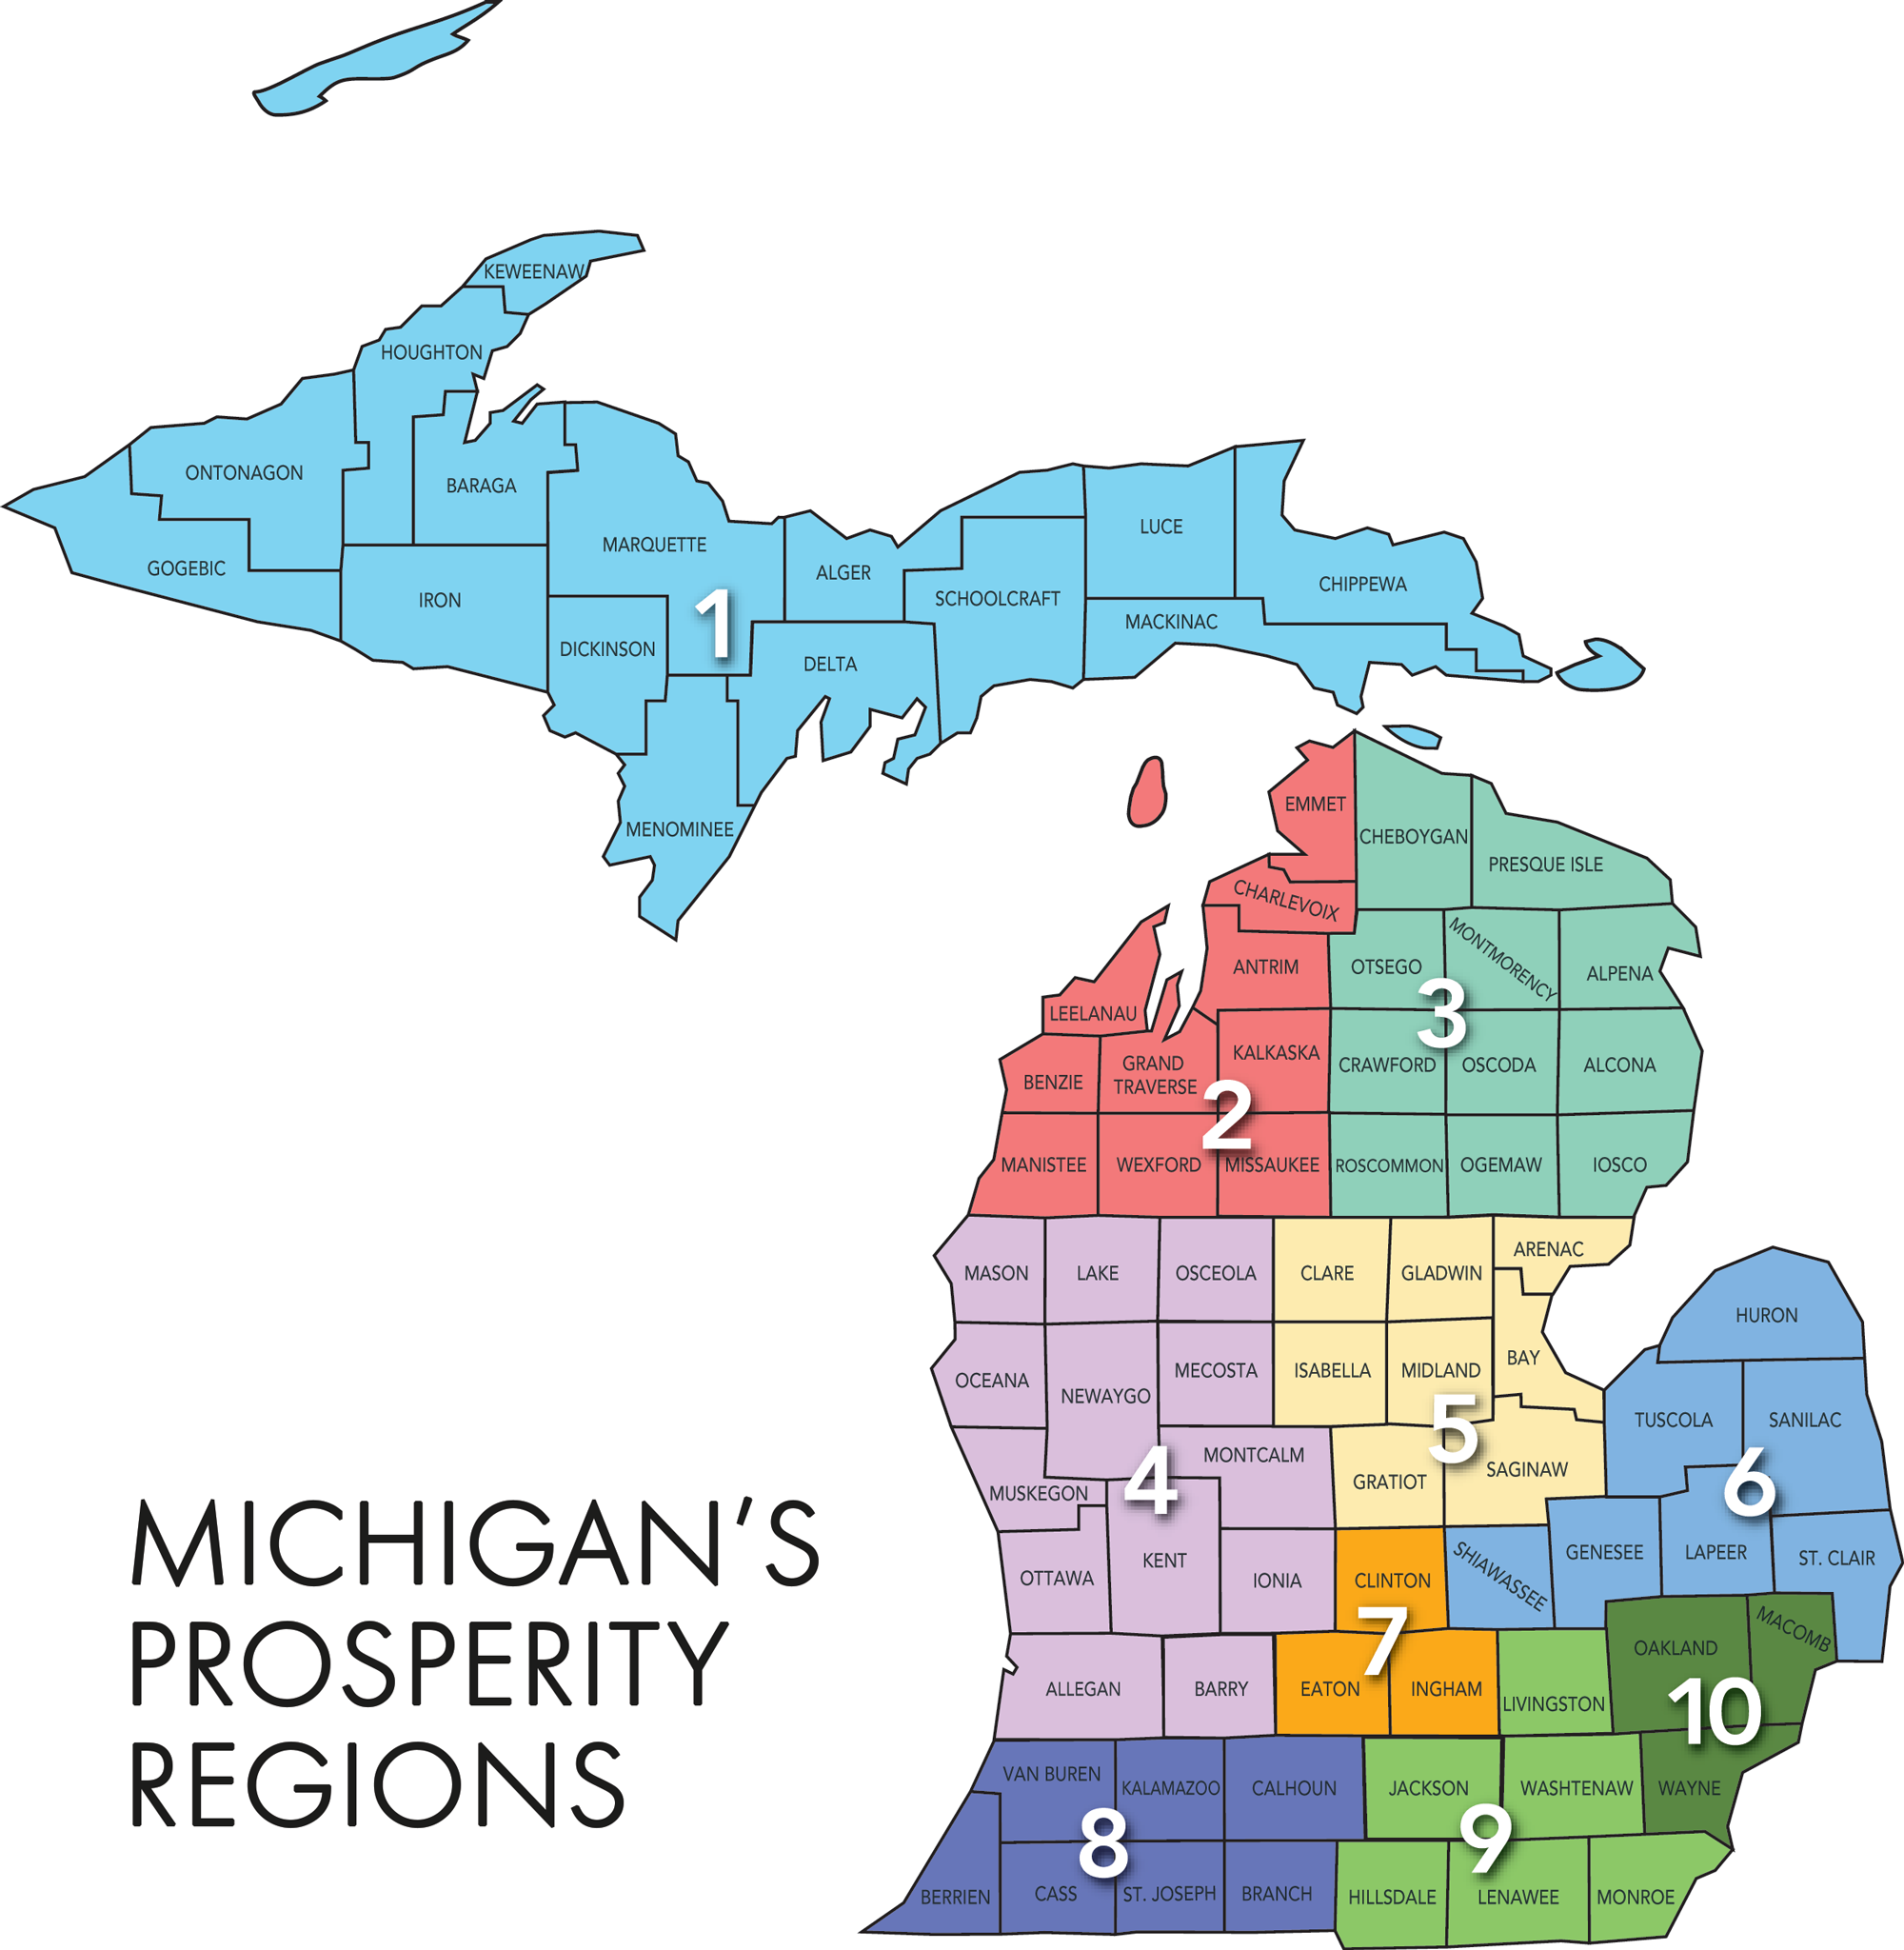 KEWEENAW
HOUGHTON
ONTONAGON
BARAGA
GOGEBIC
IRON
MARQUETTE
1
DICKINSON
ALGER
DELTA
MENOMINEE
SCHOOLCRAFT
LUCE
MACKINAC
CHIPPEWA
EMMET
CHARLEVOIX
ANTRIM
LEELANAU
BENZIE
GRAND
TRAVERSE
KALKASKA
2
MANISTEE
WEXFORD
MISSAUKEE
CHEBOYGAN
PRESQUE ISLE
OTSEGO
MONTMORENCY
ALPENA
3
CRAWFORD
OSCODA
ALCONA
ROSCOMMON
OGEMAW
IOSCO
MASON
LAKE
OSCEOLA
OCEANA
NEWAYGO
MECOSTA
MONTCALM
MUSKEGON
4
KENT
OTTAWA
IONIA
ALLEGAN
BARRY
CLARE
GLADWIN
ARENAC
ISABELLA
MIDLAND
BAY
5
GRATIOT
SAGINAW
HURON
TUSCOLA
SANILAC
6
SHIAWASSEE
GENESEE
LAPEER
ST. CLAIR
CLINTON
7
EATON
INGHAM
VAN BUREN
KALAMAZOO
CALHOUN
8
BERRIEN
CASS
ST. JOSEPH
BRANCH
LIVINGSTON
JACKSON
WASHTENAW
9
HILLSDALE
LENAWEE
MONROE
OAKLAND
MACOMB
10
WAYNE
MICHIGAN'S
PROSPERITY
REGIONS